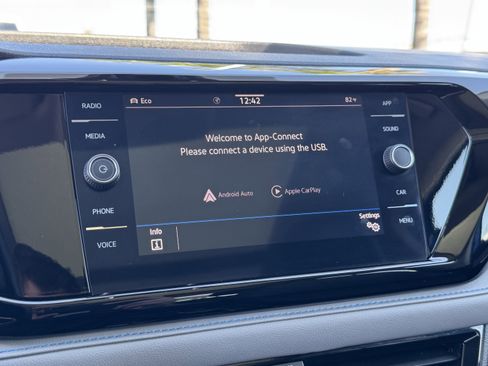 RADIO
MEDIA
PHONE
VOICE
Eco
12:42
82°F
Welcome to App-Connect
Please connect a device using the USB.
Android Auto
Apple CarPlay
Info
Settings
APP
SOUND
CAR
MENU